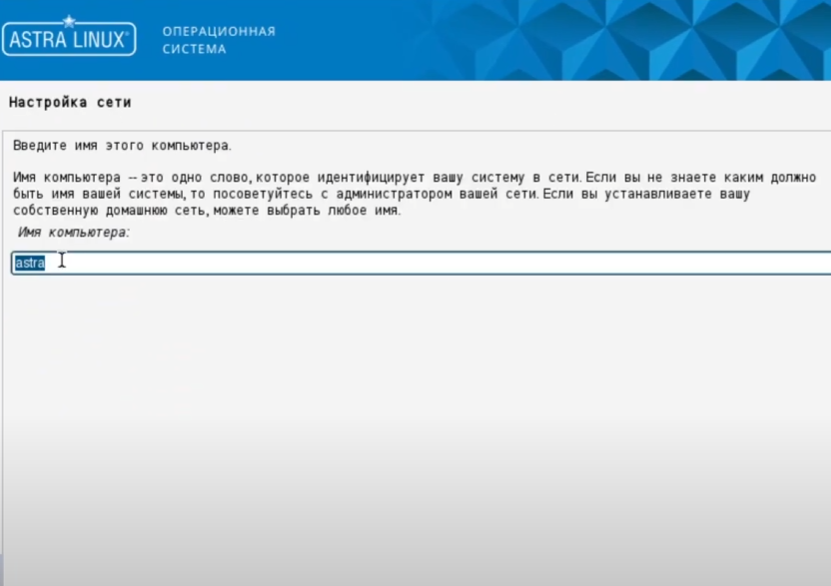 ASTRA LINUX®
ОПЕРАЦИОННАЯ
СИСТЕМА
Настройка сети
Введите имя этого компьютера.
Имя компьютера — это одно слово, которое идентифицирует вашу систему в сети. Если вы не знаете каким должно
быть имя вашей системы, то посоветуйтесь с администратором вашей сети. Если вы устанавливаете вашу
собственную домашнюю сеть, можете выбрать любое имя.
Имя компьютера:
astra